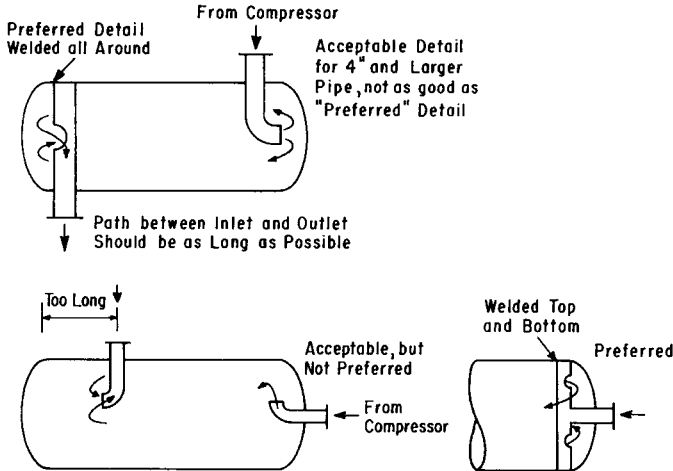 Preferred Detail
Welded all Around
From Compressor
Acceptable Detail
for 4" and Larger
Pipe, not as good as
"Preferred" Detail
Path between Inlet and Outlet
Should be as Long as Possible
Too Long
Acceptable, but
Not Preferred
From
Compressor
Welded Top
and Bottom
Preferred